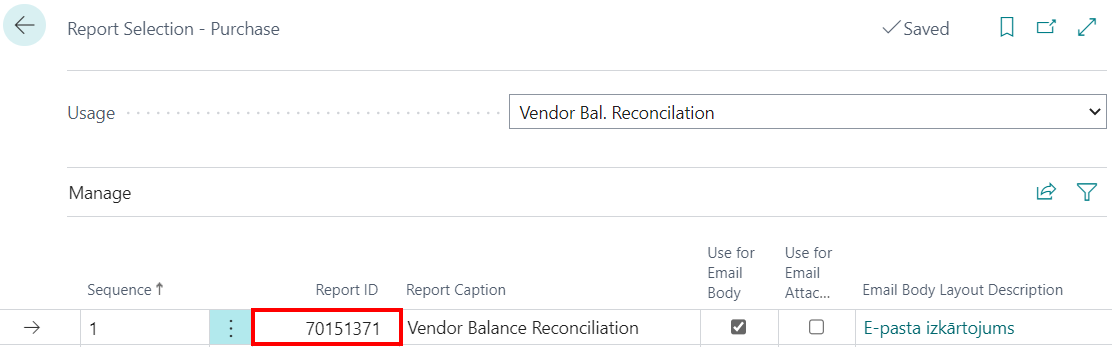 Report Selection - Purchase
Saved
Usage
Vendor Bal. Reconcilation
Manage
Sequence↑ Report ID Report Caption Use for Email Body Use for Email Attac... Email Body Layout Description
→ 1 70151371 Vendor Balance Reconciliation E-pasta izkārtojums